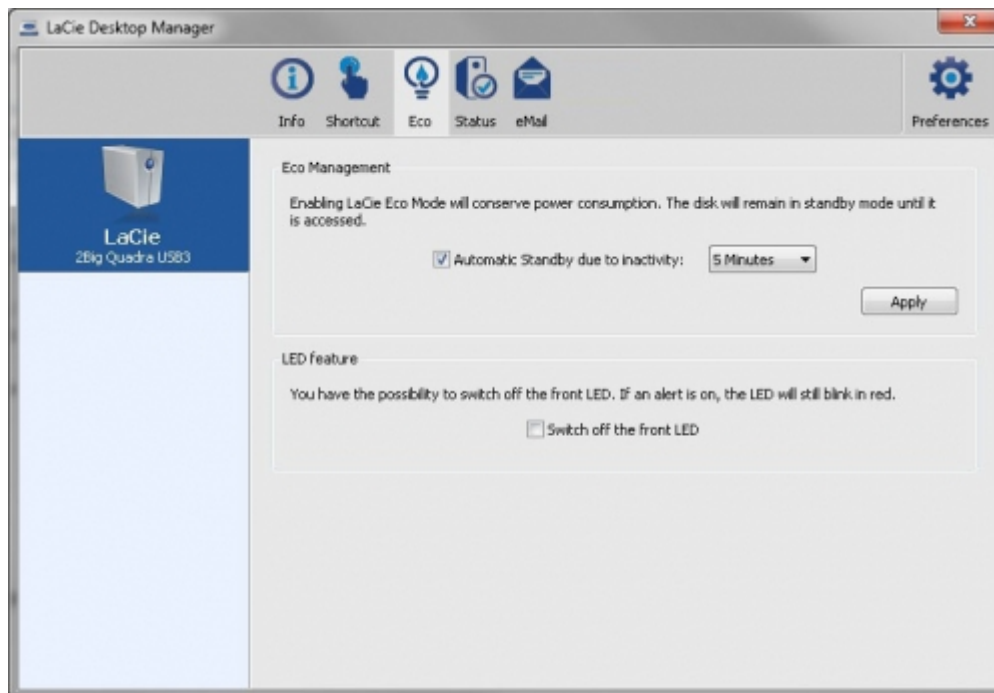 LaCie Desktop Manager
Info Shortcut Eco Status eMail Preferences
LaCie
2Big Quadra USB3
Eco Management
Enabling LaCie Eco Mode will conserve power consumption. The disk will remain in standby mode until it
is accessed.
Automatic Standby due to inactivity: 5 Minutes
Apply
LED feature
You have the possibility to switch off the front LED. If an alert is on, the LED will still blink in red.
Switch off the front LED